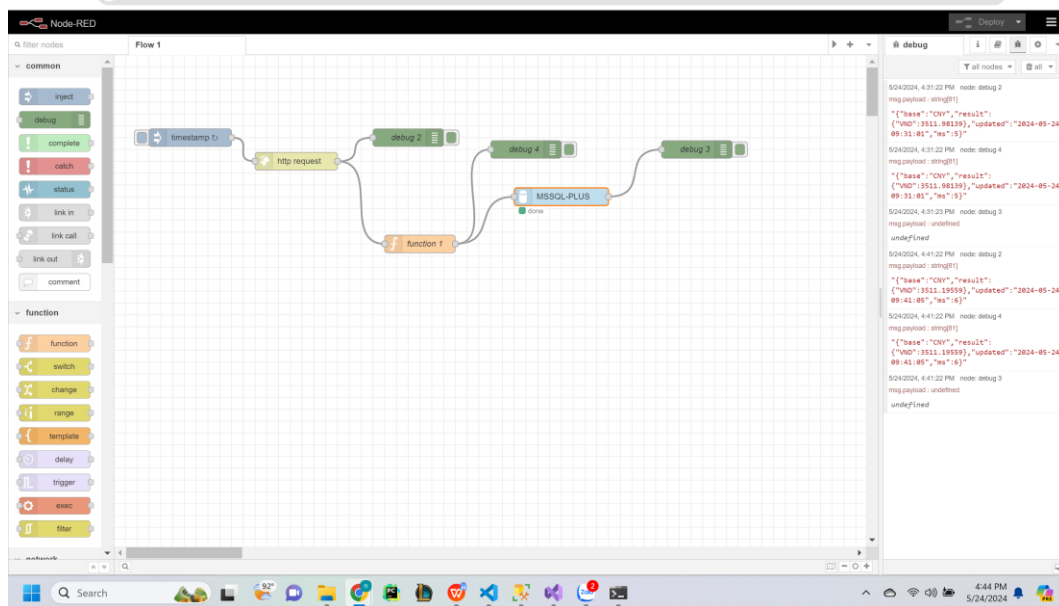 Node-RED
Deploy
filter nodes
Flow 1
debug
i
common
all nodes
all
inject
debug
complete
catch
status
link in
link call
link out
comment
function
function
switch
change
range
template
delay
trigger
exec
filter
network
timestamp ↻
http request
debug 2
debug 4
debug 3
MSSQL-PLUS
done
function 1
5/24/2024, 4:31:22 PM node: debug 2
msg.payload : string[81]
"{"base":"CNY","result":
{"VND":3511.98139},"updated":"2024-05-24
09:31:01","ms":5}"
5/24/2024, 4:31:22 PM node: debug 4
msg.payload : string[81]
"{"base":"CNY","result":
{"VND":3511.98139},"updated":"2024-05-24
09:31:01","ms":5}"
5/24/2024, 4:31:23 PM node: debug 3
msg.payload : undefined
undefined
5/24/2024, 4:41:22 PM node: debug 2
msg.payload : string[81]
"{"base":"CNY","result":
{"VND":3511.19559},"updated":"2024-05-24
09:41:05","ms":6}"
5/24/2024, 4:41:22 PM node: debug 4
msg.payload : string[81]
"{"base":"CNY","result":
{"VND":3511.19559},"updated":"2024-05-24
09:41:05","ms":6}"
5/24/2024, 4:41:22 PM node: debug 3
msg.payload : undefined
undefined
Search
92°
PC
Zalo
2
4:44 PM
5/24/2024
PRE